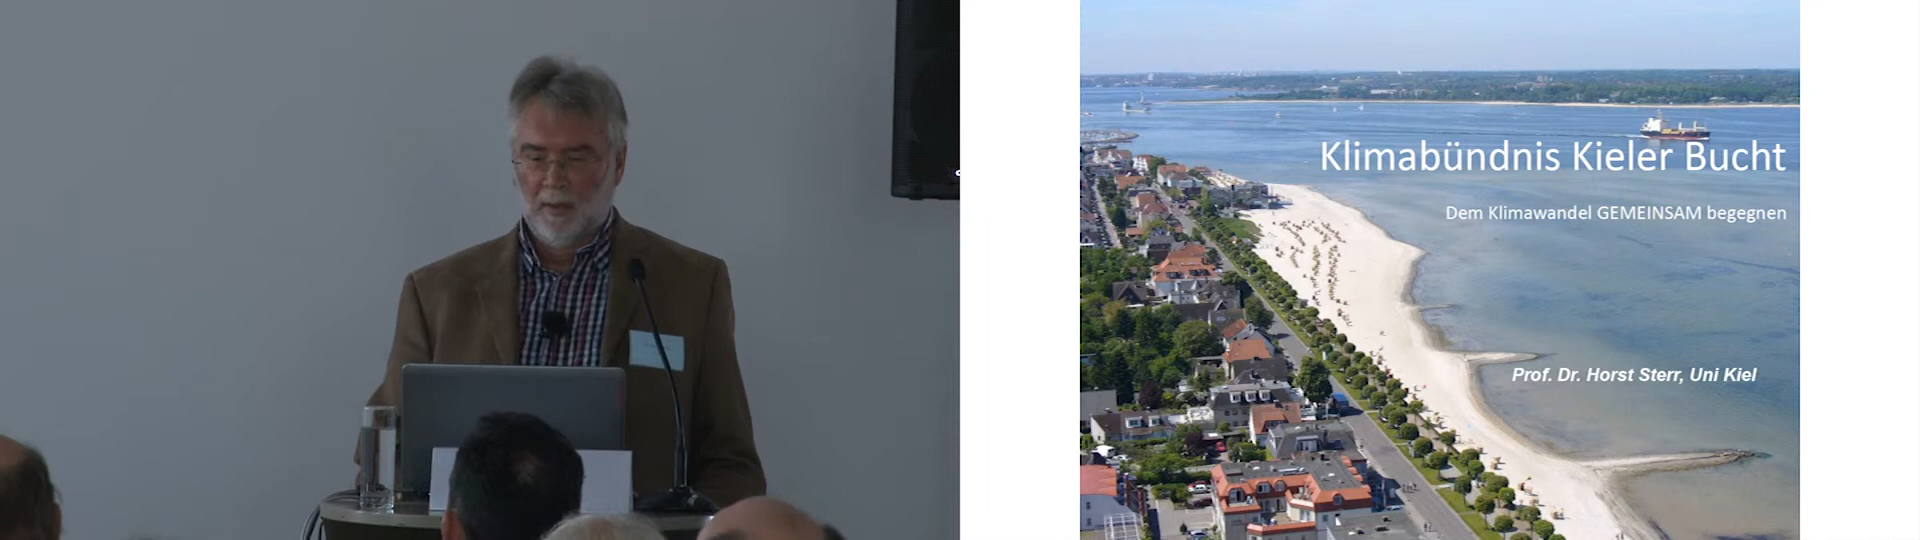 Klimabündnis Kieler Bucht
Dem Klimawandel GEMEINSAM begegnen
Prof. Dr. Horst Sterr, Uni Kiel